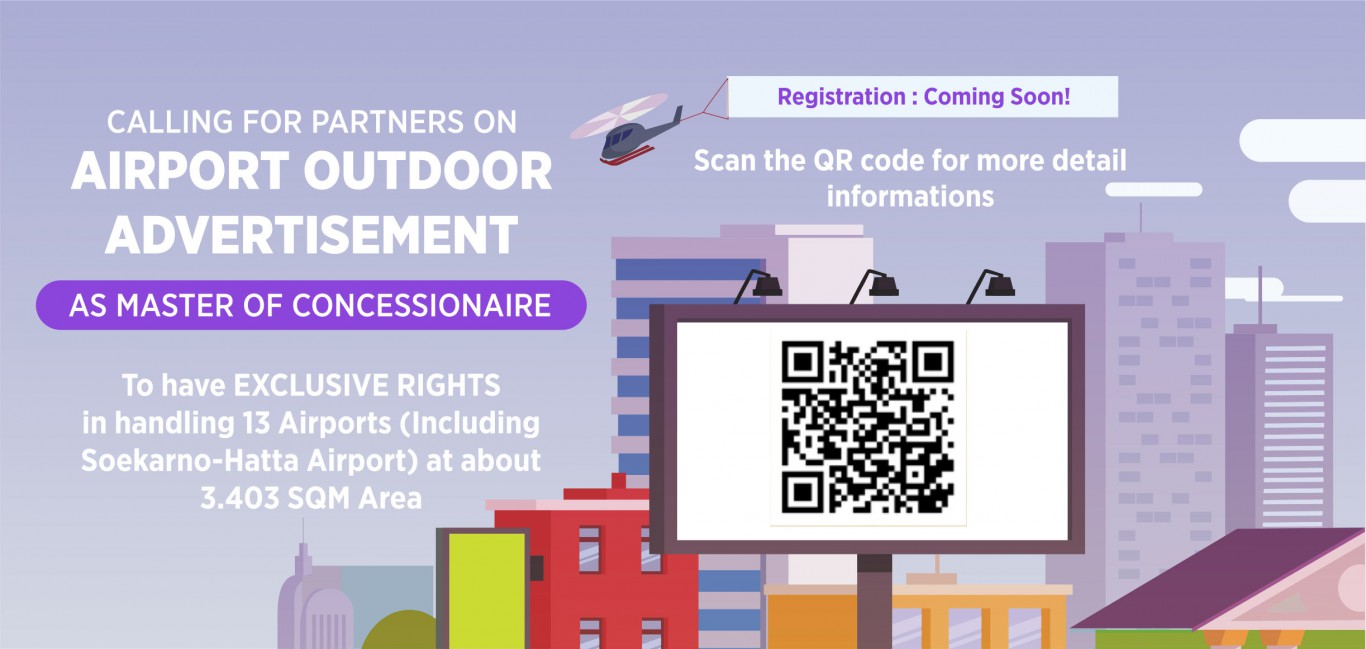 CALLING FOR PARTNERS ON
AIRPORT OUTDOOR
ADVERTISEMENT
AS MASTER OF CONCESSIONAIRE
To have EXCLUSIVE RIGHTS
in handling 13 Airports (Including
Soekarno-Hatta Airport) at about
3.403 SQM Area
Registration : Coming Soon!
Scan the QR code for more detail
informations